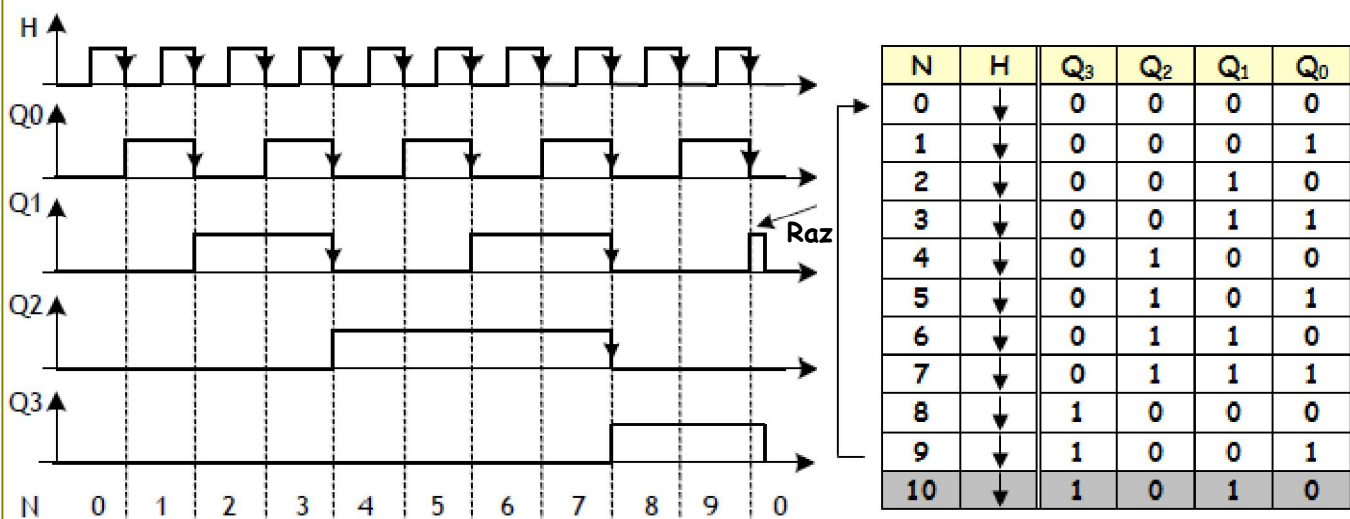 H
Q0
Q1
Raz
Q2
Q3
N 0 1 2 3 4 5 6 7 8 9 0
N H Q₃ Q₂ Q₁ Q₀
0 ↓ 0 0 0 0
1 ↓ 0 0 0 1
2 ↓ 0 0 1 0
3 ↓ 0 0 1 1
4 ↓ 0 1 0 0
5 ↓ 0 1 0 1
6 ↓ 0 1 1 0
7 ↓ 0 1 1 1
8 ↓ 1 0 0 0
9 ↓ 1 0 0 1
10 ↓ 1 0 1 0